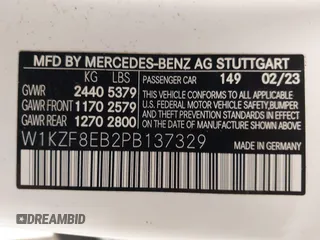 MFD BY MERCEDES-BENZ AG STUTTGART
KG LBS PASSENGER CAR 149 02/23
GVWR 2440 5379
GAWR FRONT 1170 2579
GAWR REAR 1270 2800
THIS VEHICLE CONFORMS TO ALL
APPLICABLE U.S. FEDERAL MOTOR
VEHICLE SAFETY, BUMPER,
AND THEFT PREVENTION
STANDARDS IN EFFECT ON THE DATE
OF MANUFACTURE SHOWN ABOVE.
W1KZF8EB2PB137329
MADE IN GERMANY
DREAMBID